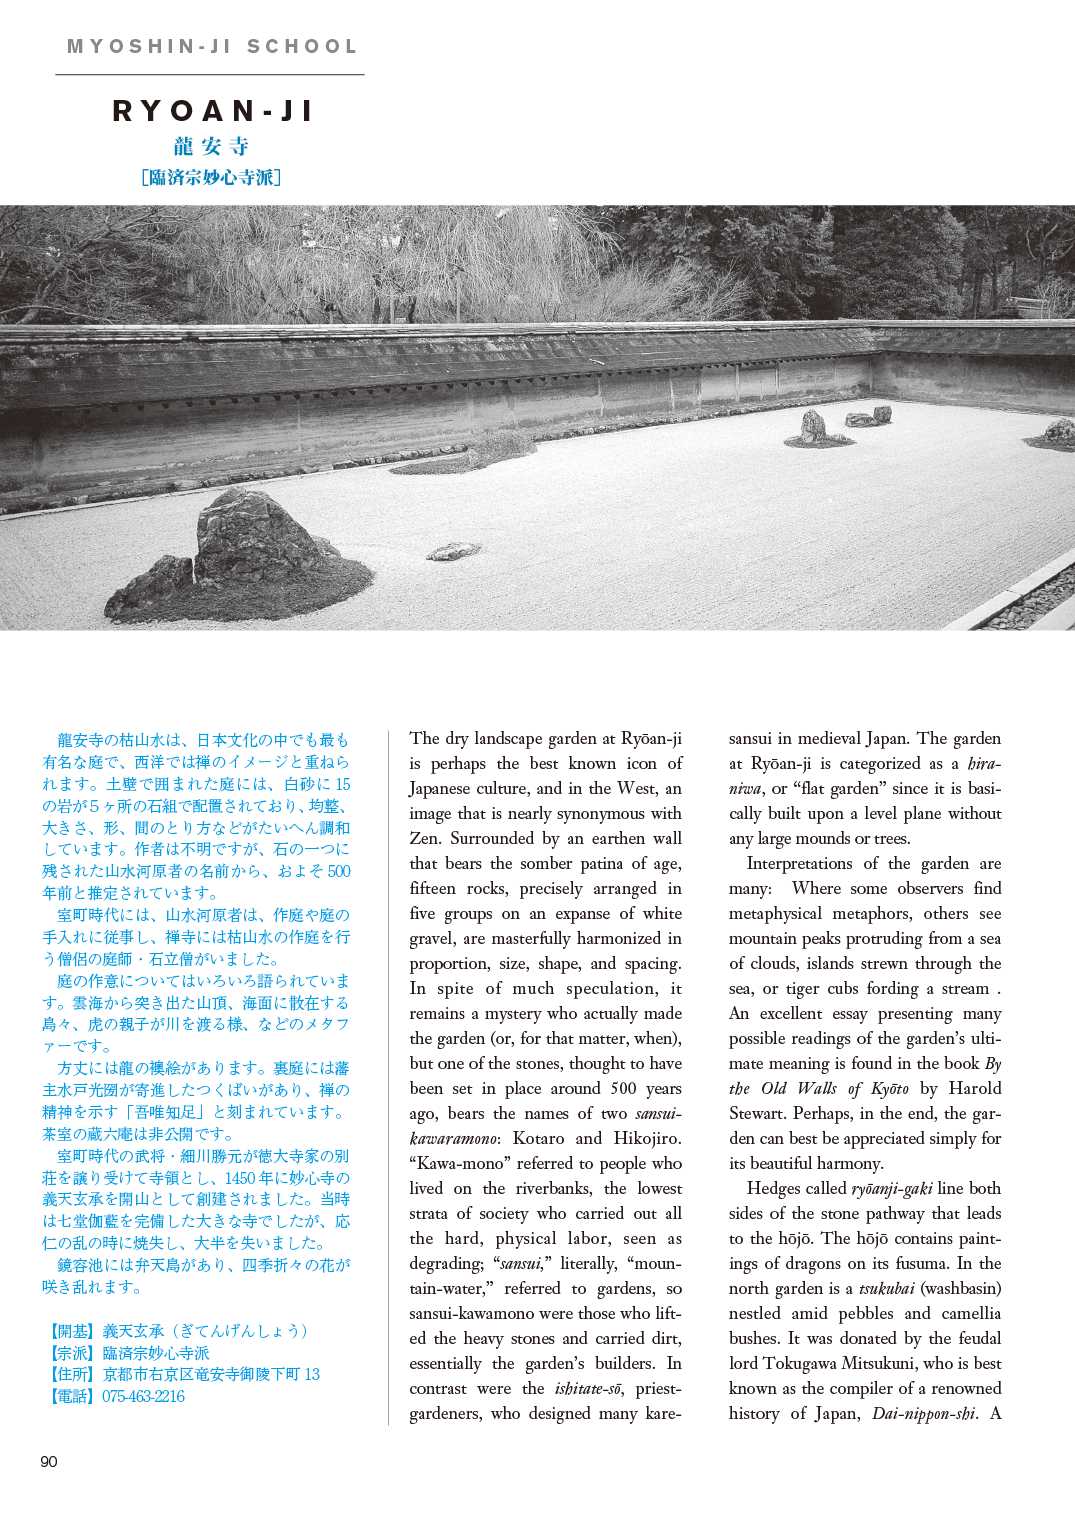 MYOSHIN-JI SCHOOL
RYOAN-JI
龍安寺
［臨済宗妙心寺派］
龍安寺の枯山水は、日本文化の中でも最も
有名な庭で、西洋では禅のイメージと重ねら
れます。土壁で囲まれた庭には、白砂に 15
の岩が５ヶ所の石組で配置されており、均整、
大きさ、形、間のとり方などがたいへん調和
しています。作者は不明ですが、石の一つに
残された山水河原者の名前から、およそ 500
年前と推定されています。
室町時代には、山水河原者は、作庭や庭の
手入れに従事し、禅寺には枯山水の作庭を行
う僧侶の庭師・石立僧がいました。
庭の作意についてはいろいろ語られていま
す。雲海から突き出た山頂、海面に散在する
島々、虎の親子が川を渡る様、などのメタフ
ァーです。
方丈には龍の襖絵があります。裏庭には藩
主水戸光圀が寄進したつくばいがあり、禅の
精神を示す「吾唯知足」と刻まれています。
茶室の蔵六庵は非公開です。
室町時代の武将・細川勝元が徳大寺家の別
荘を譲り受けて寺領とし、1450 年に妙心寺の
義天玄承を開山として創建されました。当時
は七堂伽藍を完備した大きな寺でしたが、応
仁の乱の時に焼失し、大半を失いました。
鏡容池には弁天島があり、四季折々の花が
咲き乱れます。
【開基】義天玄承（ぎてんげんしょう）
【宗派】臨済宗妙心寺派
【住所】京都市右京区竜安寺御陵下町 13
【電話】075-463-2216
The dry landscape garden at Ryōan-ji
is perhaps the best known icon of
Japanese culture, and in the West, an
image that is nearly synonymous with
Zen. Surrounded by an earthen wall
that bears the somber patina of age,
fifteen rocks, precisely arranged in
five groups on an expanse of white
gravel, are masterfully harmonized in
proportion, size, shape, and spacing.
In spite of much speculation, it
remains a mystery who actually made
the garden (or, for that matter, when),
but one of the stones, thought to have
been set in place around 500 years
ago, bears the names of two sansui-
kawaramono: Kotaro and Hikojiro.
“Kawa-mono” referred to people who
lived on the riverbanks, the lowest
strata of society who carried out all
the hard, physical labor, seen as
degrading; “sansui,” literally, “moun-
tain-water,” referred to gardens, so
sansui-kawamono were those who lift-
ed the heavy stones and carried dirt,
essentially the garden’s builders. In
contrast were the ishitate-sō, priest-
gardeners, who designed many kare-
sansui in medieval Japan. The garden
at Ryōan-ji is categorized as a hira-
niwa, or “flat garden” since it is basi-
cally built upon a level plane without
any large mounds or trees.
Interpretations of the garden are
many: Where some observers find
metaphysical metaphors, others see
mountain peaks protruding from a sea
of clouds, islands strewn through the
sea, or tiger cubs fording a stream .
An excellent essay presenting many
possible readings of the garden’s ulti-
mate meaning is found in the book By
the Old Walls of Kyōto by Harold
Stewart. Perhaps, in the end, the gar-
den can best be appreciated simply for
its beautiful harmony.
Hedges called ryōanji-gaki line both
sides of the stone pathway that leads
to the hōjō. The hōjō contains paint-
ings of dragons on its fusuma. In the
north garden is a tsukubai (washbasin)
nestled amid pebbles and camellia
bushes. It was donated by the feudal
lord Tokugawa Mitsukuni, who is best
known as the compiler of a renowned
history of Japan, Dai-nippon-shi. A
90